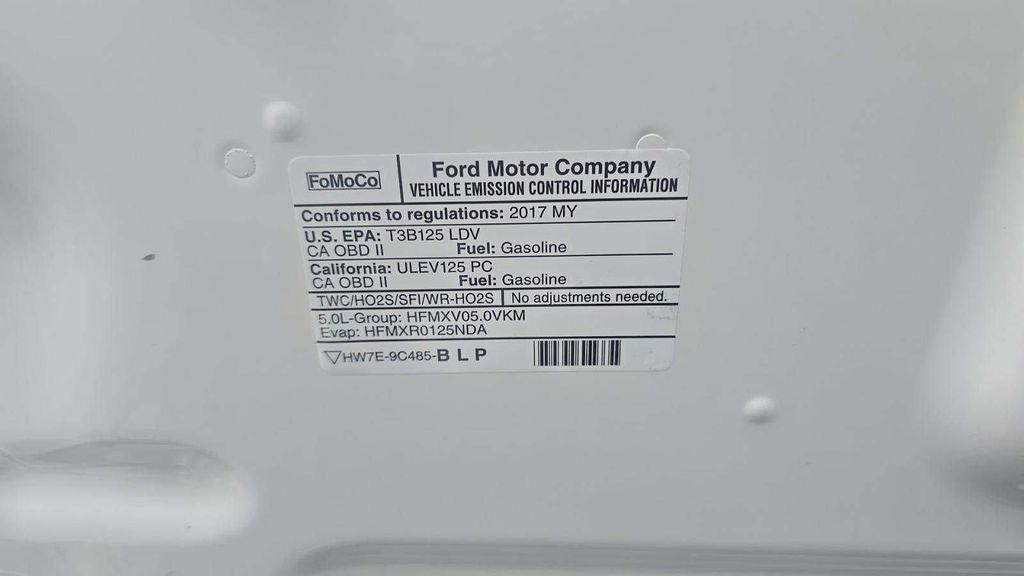 FoMoCo
Ford Motor Company
VEHICLE EMISSION CONTROL INFORMATION
Conforms to regulations: 2017 MY
U.S. EPA: T3B125 LDV
CA OBD II Fuel: Gasoline
California: ULEV125 PC
CA OBD II Fuel: Gasoline
TWC/HO2S/SFI/WR-HO2S No adjustments needed.
5.0L-Group: HFMXV05.0VKM
Evap: HFMXR0125NDA
HW7E-9C485-B L P